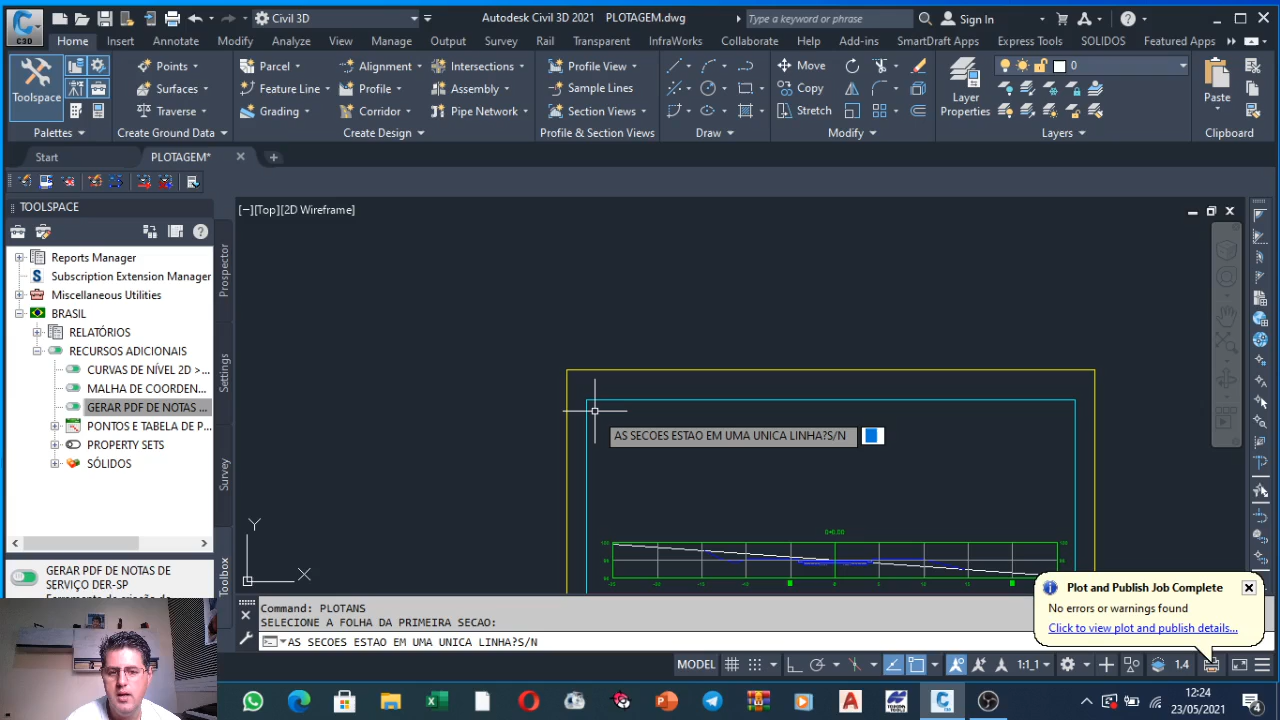 C3D
Civil 3D
Autodesk Civil 3D 2021 PLOTAGEM.dwg
Type a keyword or phrase
Sign In
Home Insert Annotate Modify Analyze View Manage Output Survey Rail Transparent InfraWorks Collaborate Help Add-ins SmartDraft Apps Express Tools SOLIDOS Featured Apps
Toolspace
Points
Surfaces
Traverse
Parcel
Feature Line
Grading
Alignment
Profile
Corridor
Intersections
Assembly
Pipe Network
Profile View
Sample Lines
Section Views
Move
Copy
Stretch
Layer
Properties
0
Paste
Palettes Create Ground Data Create Design Profile & Section Views Draw Modify Layers Clipboard
Start PLOTAGEM*
TOOLSPACE
[−][Top][2D Wireframe]
Reports Manager
Subscription Extension Manager
Miscellaneous Utilities
BRASIL
RELATÓRIOS
RECURSOS ADICIONAIS
CURVAS DE NÍVEL 2D >...
MALHA DE COORDEN...
GERAR PDF DE NOTAS ...
PONTOS E TABELA DE P...
PROPERTY SETS
SÓLIDOS
Prospector
Settings
Survey
Toolbox
GERAR PDF DE NOTAS DE
SERVIÇO DER-SP
AS SECOES ESTAO EM UMA UNICA LINHA?S/N
0+0,00
Y
X
Command: PLOTANS
SELECIONE A FOLHA DA PRIMEIRA SECAO:
AS SECOES ESTAO EM UMA UNICA LINHA?S/N
Plot and Publish Job Complete
No errors or warnings found
Click to view plot and publish details...
MODEL
1:1_1
1.4
12:24
23/05/2021
4